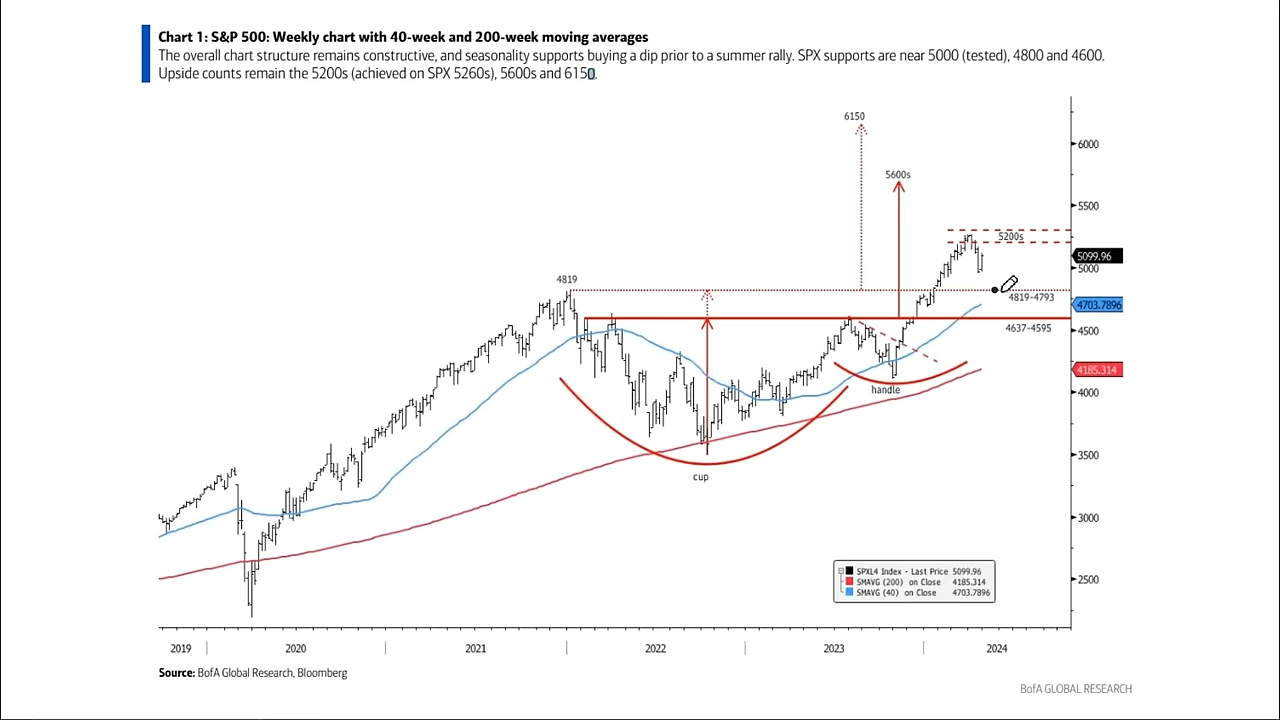 Chart 1: S&P 500: Weekly chart with 40-week and 200-week moving averages
The overall chart structure remains constructive, and seasonality supports buying a dip prior to a summer rally. SPX supports are near 5000 (tested), 4800 and 4600.
Upside counts remain the 5200s (achieved on SPX 5260s), 5600s and 6150.
6150
6000
5600s
5500
5200s
5099.96
5000
4819
4819-4793
4703.7896
4637-4595
4500
4185.314
handle
4000
3500
cup
3000
SPXL4 Index - Last Price 5099.96
SMAVG (200) on Close 4185.314
SMAVG (40) on Close 4703.7896
2500
2019 2020 2021 2022 2023 2024
Source: BofA Global Research, Bloomberg
BofA GLOBAL RESEARCH